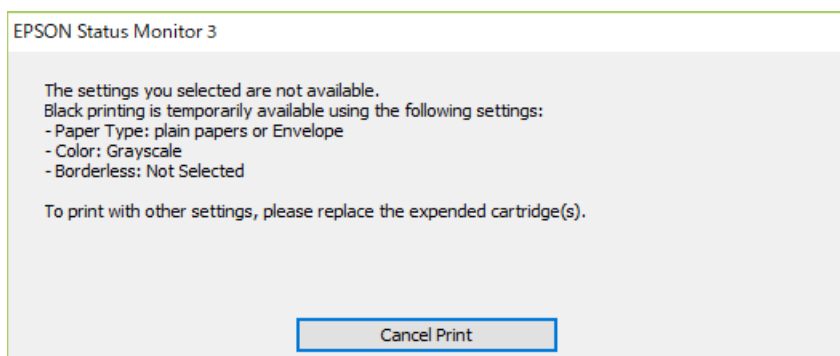 EPSON Status Monitor 3
The settings you selected are not available.
Black printing is temporarily available using the following settings:
- Paper Type: plain papers or Envelope
- Color: Grayscale
- Borderless: Not Selected
To print with other settings, please replace the expended cartridge(s).
Cancel Print